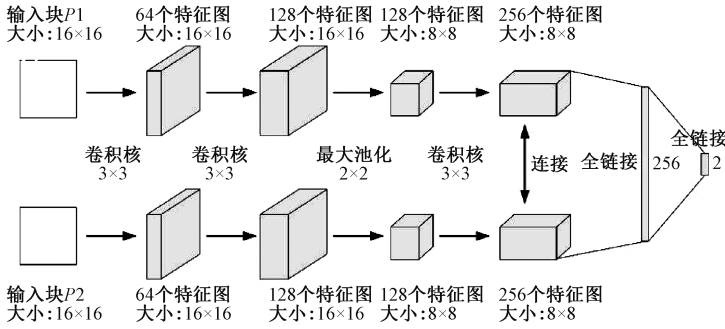 输入块P1
大小:16×16
64个特征图
大小:16×16
128个特征图
大小:16×16
128个特征图
大小:8×8
256个特征图
大小:8×8
卷积核
3×3
卷积核
3×3
最大池化
2×2
卷积核
3×3
连接
全链接
256
全链接
2
输入块P2
大小:16×16
64个特征图
大小:16×16
128个特征图
大小:16×16
128个特征图
大小:8×8
256个特征图
大小:8×8